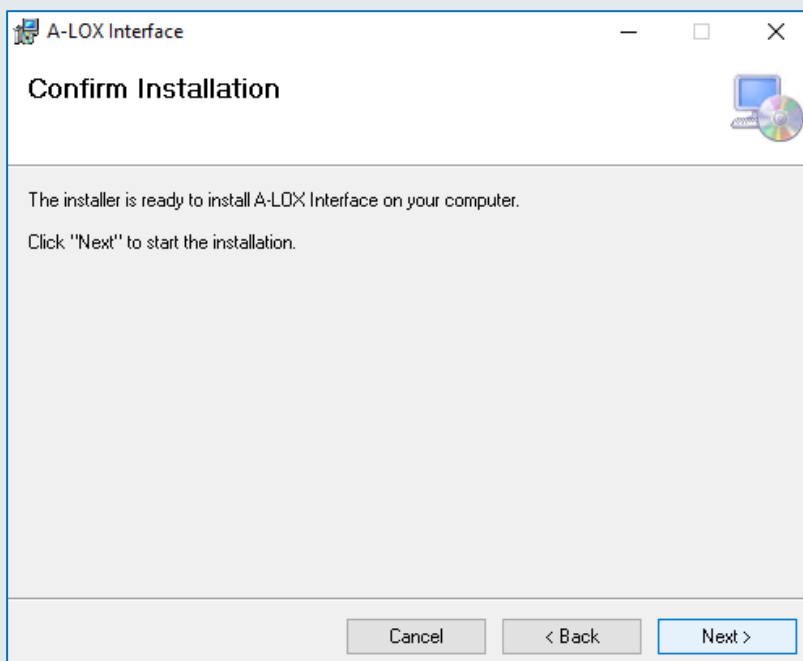 A-LOX Interface
Confirm Installation
The installer is ready to install A-LOX Interface on your computer.
Click "Next" to start the installation.
Cancel
< Back
Next >